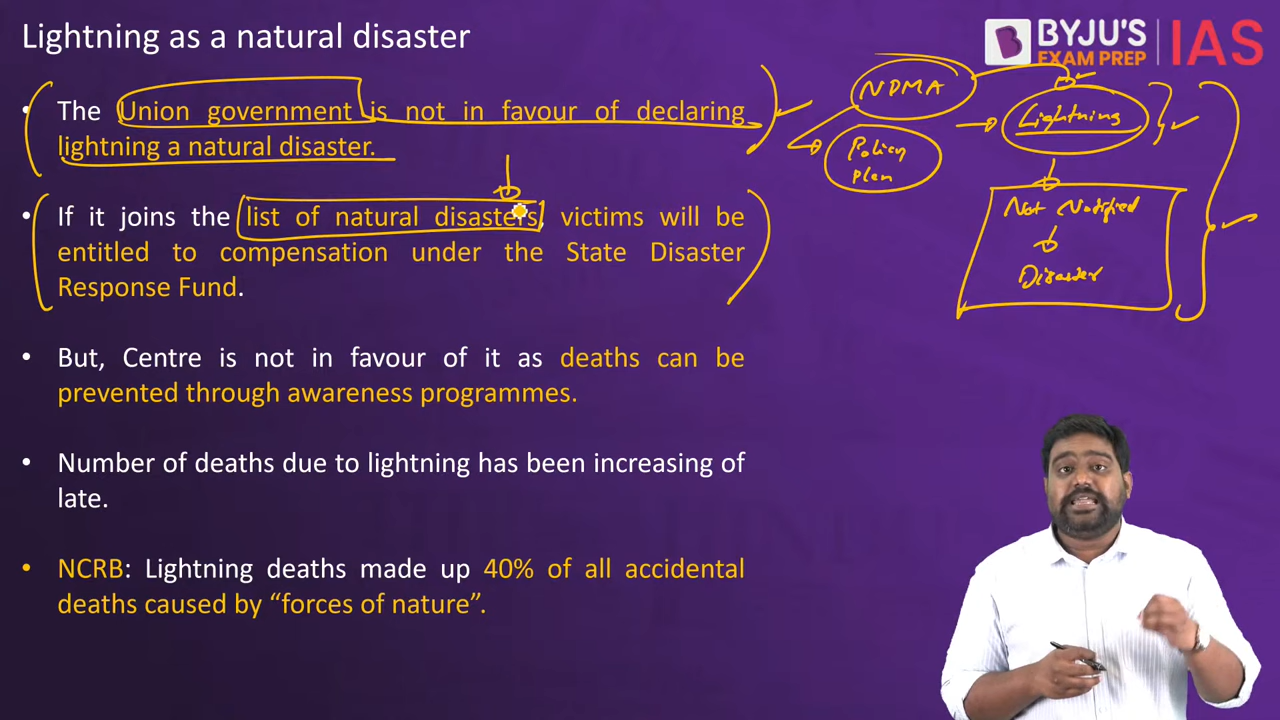 Lightning as a natural disaster
BYJU'S
EXAM PREP
IAS
• The Union government is not in favour of declaring
lightning a natural disaster.
• If it joins the list of natural disasters, victims will be
entitled to compensation under the State Disaster
Response Fund.
• But, Centre is not in favour of it as deaths can be
prevented through awareness programmes.
• Number of deaths due to lightning has been increasing of
late.
• NCRB: Lightning deaths made up 40% of all accidental
deaths caused by “forces of nature”.
NDMA
Policy
plan
Lightning
Not Notified
Disaster